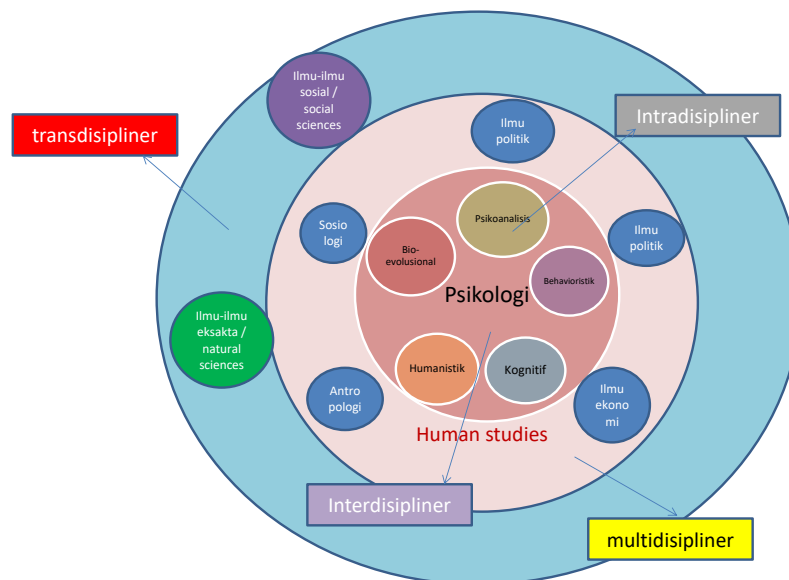 Ilmu-ilmu
sosial /
social
sciences
transdisipliner
Ilmu
politik
Intradisipliner
Sosio
logi
Psikoanalisis
Bio-
evolusional
Ilmu
politik
Behavioristik
Psikologi
Ilmu-ilmu
eksakta /
natural
sciences
Humanistik
Kognitif
Antro
pologi
Ilmu
ekono
mi
Human studies
Interdisipliner
multidisipliner